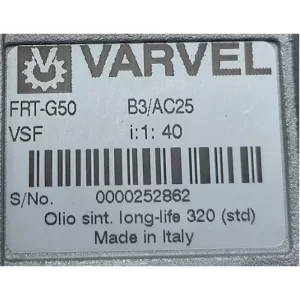 VARVEL
FRT-G50 B3/AC25
VSF i:1: 40
S/No. 0000252862
Olio sint. long-life 320 (std)
Made in Italy